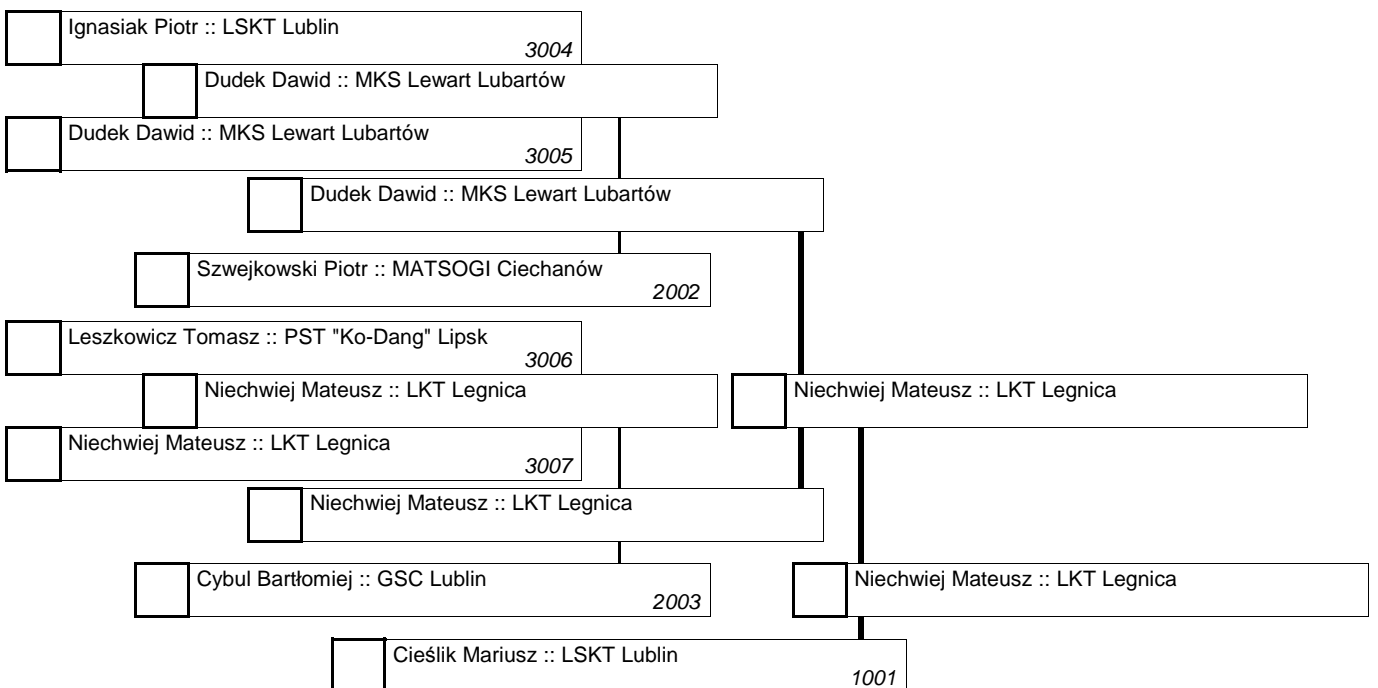 Ignasiak Piotr :: LSKT Lublin
3004
Dudek Dawid :: MKS Lewart Lubartów
Dudek Dawid :: MKS Lewart Lubartów
3005
Dudek Dawid :: MKS Lewart Lubartów
Szwejkowski Piotr :: MATSOGI Ciechanów
2002
Leszkowicz Tomasz :: PST "Ko-Dang" Lipsk
3006
Niechwiej Mateusz :: LKT Legnica
Niechwiej Mateusz :: LKT Legnica
Niechwiej Mateusz :: LKT Legnica
3007
Niechwiej Mateusz :: LKT Legnica
Cybul Bartłomiej :: GSC Lublin
2003
Niechwiej Mateusz :: LKT Legnica
Cieślik Mariusz :: LSKT Lublin
1001